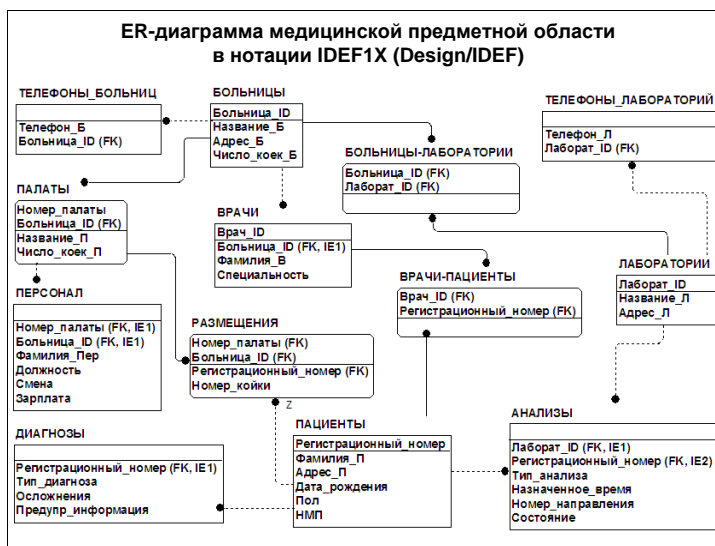 ER-диаграмма медицинской предметной области
в нотации IDEF1X (Design/IDEF)
ТЕЛЕФОНЫ_БОЛЬНИЦ
Телефон_Б
Больница_ID (FK)
БОЛЬНИЦЫ
Больница_ID
Название_Б
Адрес_Б
Число_коек_Б
ТЕЛЕФОНЫ_ЛАБОРАТОРИЙ
Телефон_Л
Лаборат_ID (FK)
БОЛЬНИЦЫ-ЛАБОРАТОРИИ
Больница_ID (FK)
Лаборат_ID (FK)
ПАЛАТЫ
Номер_палаты
Больница_ID (FK)
Название_П
Число_коек_П
ВРАЧИ
Врач_ID
Больница_ID (FK, IE1)
Фамилия_В
Специальность
ЛАБОРАТОРИИ
Лаборат_ID
Название_Л
Адрес_Л
ВРАЧИ-ПАЦИЕНТЫ
Врач_ID (FK)
Регистрационный_номер (FK)
ПЕРСОНАЛ
Номер_палаты (FK, IE1)
Больница_ID (FK, IE1)
Фамилия_Пер
Должность
Смена
Зарплата
РАЗМЕЩЕНИЯ
Номер_палаты (FK)
Больница_ID (FK)
Регистрационный_номер (FK)
Номер_койки
Z
ДИАГНОЗЫ
Регистрационный_номер (FK, IE1)
Тип_диагноза
Осложнения
Предупр_информация
ПАЦИЕНТЫ
Регистрационный_номер
Фамилия_П
Адрес_П
Дата_рождения
Пол
НМП
АНАЛИЗЫ
Лаборат_ID (FK, IE1)
Регистрационный_номер (FK, IE2)
Тип_анализа
Назначенное_время
Номер_направления
Состояние